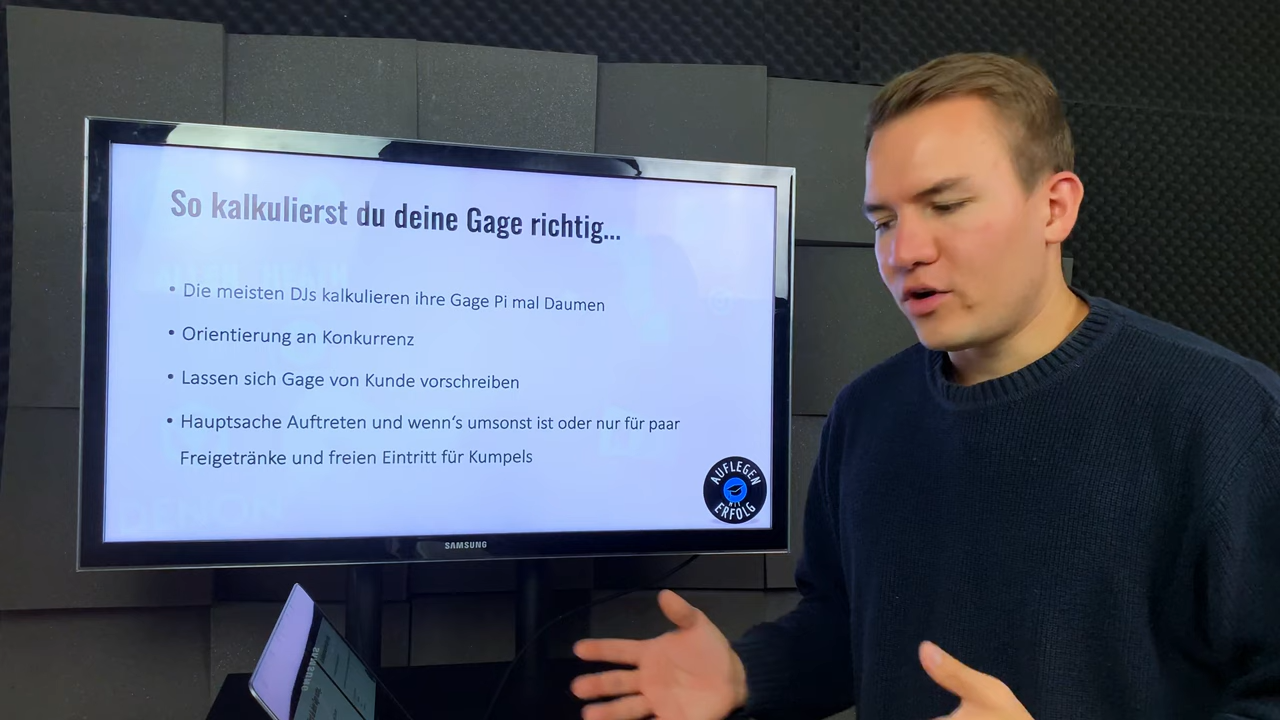 So kalkulierst du deine Gage richtig...
• Die meisten DJs kalkulieren ihre Gage Pi mal Daumen
• Orientierung an Konkurrenz
• Lassen sich Gage von Kunde vorschreiben
• Hauptsache Auftreten und wenn's umsonst ist oder nur für paar
Freigetränke und freien Eintritt für Kumpels
AUFLEGEN
MIT
ERFOLG
SAMSUNG